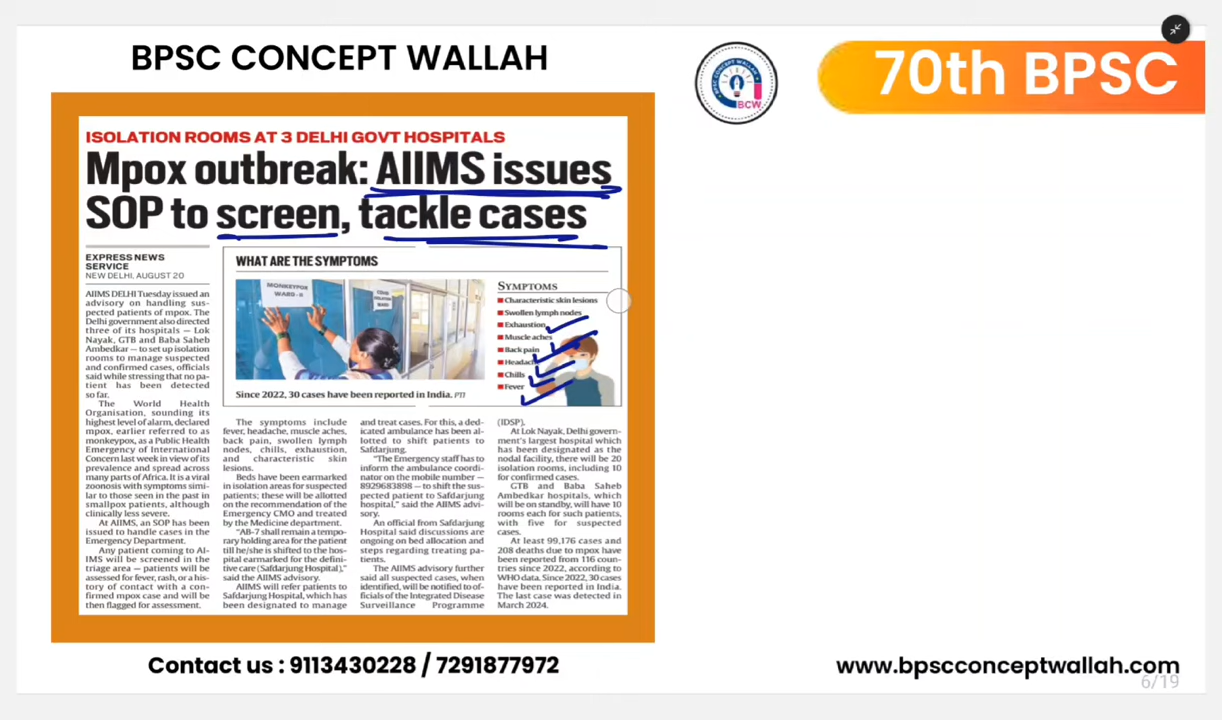 BPSC CONCEPT WALLAH
BCW
70th BPSC
ISOLATION ROOMS AT 3 DELHI GOVT HOSPITALS
Mpox outbreak: AIIMS issues
SOP to screen, tackle cases
EXPRESS NEWS
SERVICE
NEW DELHI, AUGUST 20
AIIMS DELHI Tuesday issued an
advisory on handling sus-
pected patients of mpox. The
Delhi government also directed
three of its hospitals — Lok
Nayak, GTB and Baba Saheb
Ambedkar — to set up isolation
rooms to manage suspected
and confirmed cases, officials
said while stressing that no pa-
tient has been detected
so far.
The World Health
Organisation, sounding its
highest level of alarm, declared
mpox, earlier referred to as
monkeypox, as a Public Health
Emergency of International
Concern last week in view of its
prevalence and spread across
many parts of Africa. It is a viral
zoonosis with symptoms simi-
lar to those seen in the past in
smallpox patients, although
clinically less severe.
At AIIMS, an SOP has been
issued to handle cases in the
Emergency Department.
Any patient coming to AI-
IMS will be screened in the
triage area — patients will be
assessed for fever, rash, or a his-
tory of contact with a con-
firmed mpox case and will be
then flagged for assessment.
WHAT ARE THE SYMPTOMS
MONKEYPOX
WARD-II
Since 2022, 30 cases have been reported in India. PTI
SYMPTOMS
Characteristic skin lesions
Swollen lymph nodes
Exhaustion
Muscle aches
Back pain
Headach
Chills
Fever
The symptoms include
fever, headache, muscle aches,
back pain, swollen lymph
nodes, chills, exhaustion,
and characteristic skin
lesions.
Beds have been earmarked
in isolation areas for suspected
patients; these will be allotted
on the recommendation of the
Emergency CMO and treated
by the Medicine department.
"AB-7 shall remain a tempo-
rary holding area for the patient
till he/she is shifted to the hos-
pital earmarked for the defini-
tive care (Safdarjung Hospital),"
said the AIIMS advisory.
AIIMS will refer patients to
Safdarjung Hospital, which has
been designated to manage
and treat cases. For this, a ded-
icated ambulance has been al-
lotted to shift patients to
Safdarjung.
"The Emergency staff has to
inform the ambulance coordi-
nator on the mobile number —
8929683898 — to shift the sus-
pected patient to Safdarjung
hospital," said the AIIMS advi-
sory.
An official from Safdarjung
Hospital said discussions are
ongoing on bed allocation and
steps regarding treating pa-
tients.
The AIIMS advisory further
said all suspected cases, when
identified, will be notified to of-
ficials of the Integrated Disease
Surveillance Programme
(IDSP).
At Lok Nayak, Delhi govern-
ment's largest hospital which
has been designated as the
nodal facility, there will be 20
isolation rooms, including 10
for confirmed cases.
GTB and Baba Saheb
Ambedkar hospitals, which
will be on standby, will have 10
rooms each for such patients,
with five for suspected
cases.
At least 99,176 cases and
208 deaths due to mpox have
been reported from 116 coun-
tries since 2022, according to
WHO data. Since 2022, 30 cases
have been reported in India.
The last case was detected in
March 2024.
Contact us : 9113430228 / 7291877972
www.bpscconceptwallah.com
6/19